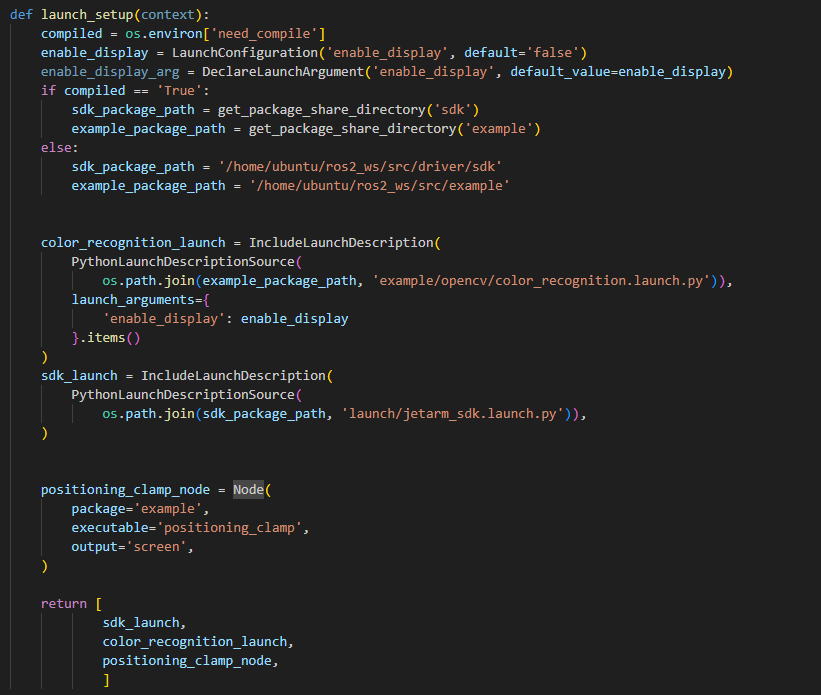 def launch_setup(context):
    compiled = os.environ['need_compile']
    enable_display = LaunchConfiguration('enable_display', default='false')
    enable_display_arg = DeclareLaunchArgument('enable_display', default_value=enable_display)
    if compiled == 'True':
        sdk_package_path = get_package_share_directory('sdk')
        example_package_path = get_package_share_directory('example')
    else:
        sdk_package_path = '/home/ubuntu/ros2_ws/src/driver/sdk'
        example_package_path = '/home/ubuntu/ros2_ws/src/example'
    color_recognition_launch = IncludeLaunchDescription(
        PythonLaunchDescriptionSource(
            os.path.join(example_package_path, 'example/opencv/color_recognition.launch.py')),
        launch_arguments={
            'enable_display': enable_display
        }.items()
    )
    sdk_launch = IncludeLaunchDescription(
        PythonLaunchDescriptionSource(
            os.path.join(sdk_package_path, 'launch/jetarm_sdk.launch.py')),
    )
    positioning_clamp_node = Node(
        package='example',
        executable='positioning_clamp',
        output='screen',
    )
    return [
            sdk_launch,
            color_recognition_launch,
            positioning_clamp_node,
            ]